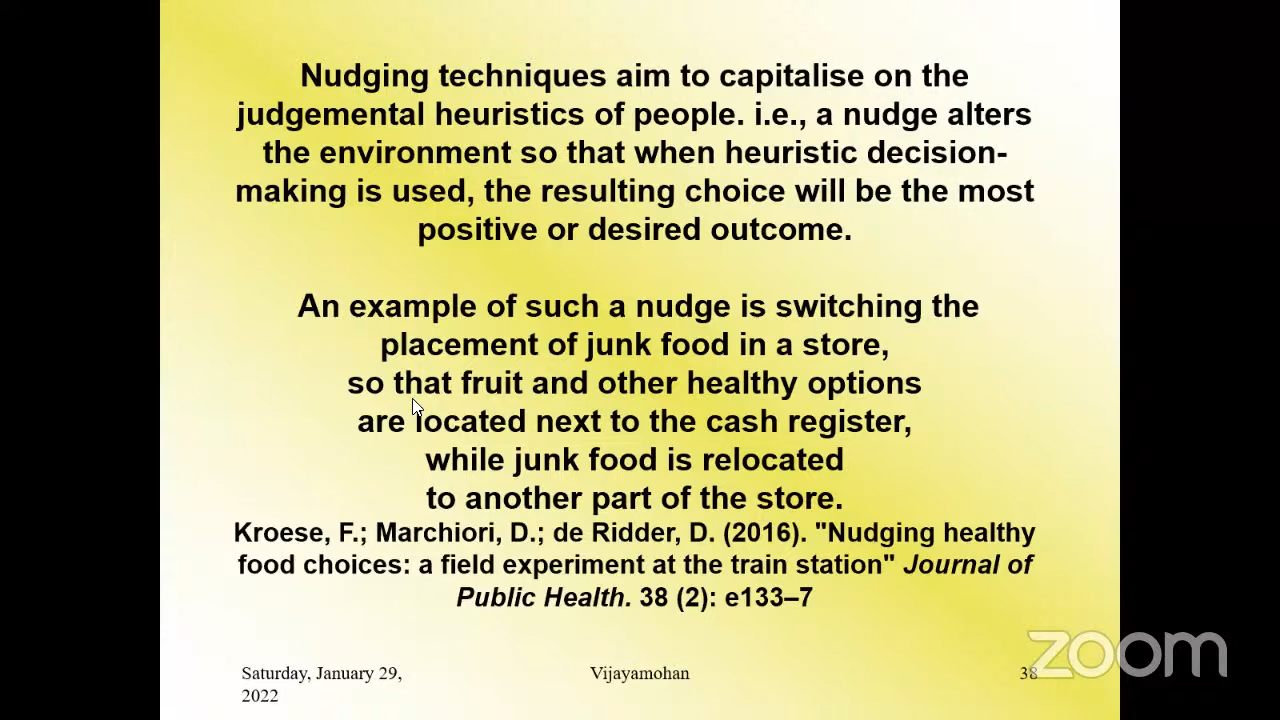 Nudging techniques aim to capitalise on the
judgemental heuristics of people. i.e., a nudge alters
the environment so that when heuristic decision-
making is used, the resulting choice will be the most
positive or desired outcome.
An example of such a nudge is switching the
placement of junk food in a store,
so that fruit and other healthy options
are located next to the cash register,
while junk food is relocated
to another part of the store.
Kroese, F.; Marchiori, D.; de Ridder, D. (2016). "Nudging healthy
food choices: a field experiment at the train station" Journal of
Public Health. 38 (2): e133–7
Saturday, January 29,
2022
Vijayamohan
38
zoom